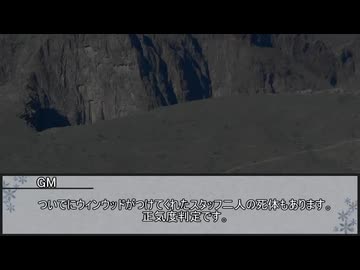 GM
ついでにウィンウッドがつけてくれたスタッフ二人の死体もあります。
正気度判定です。